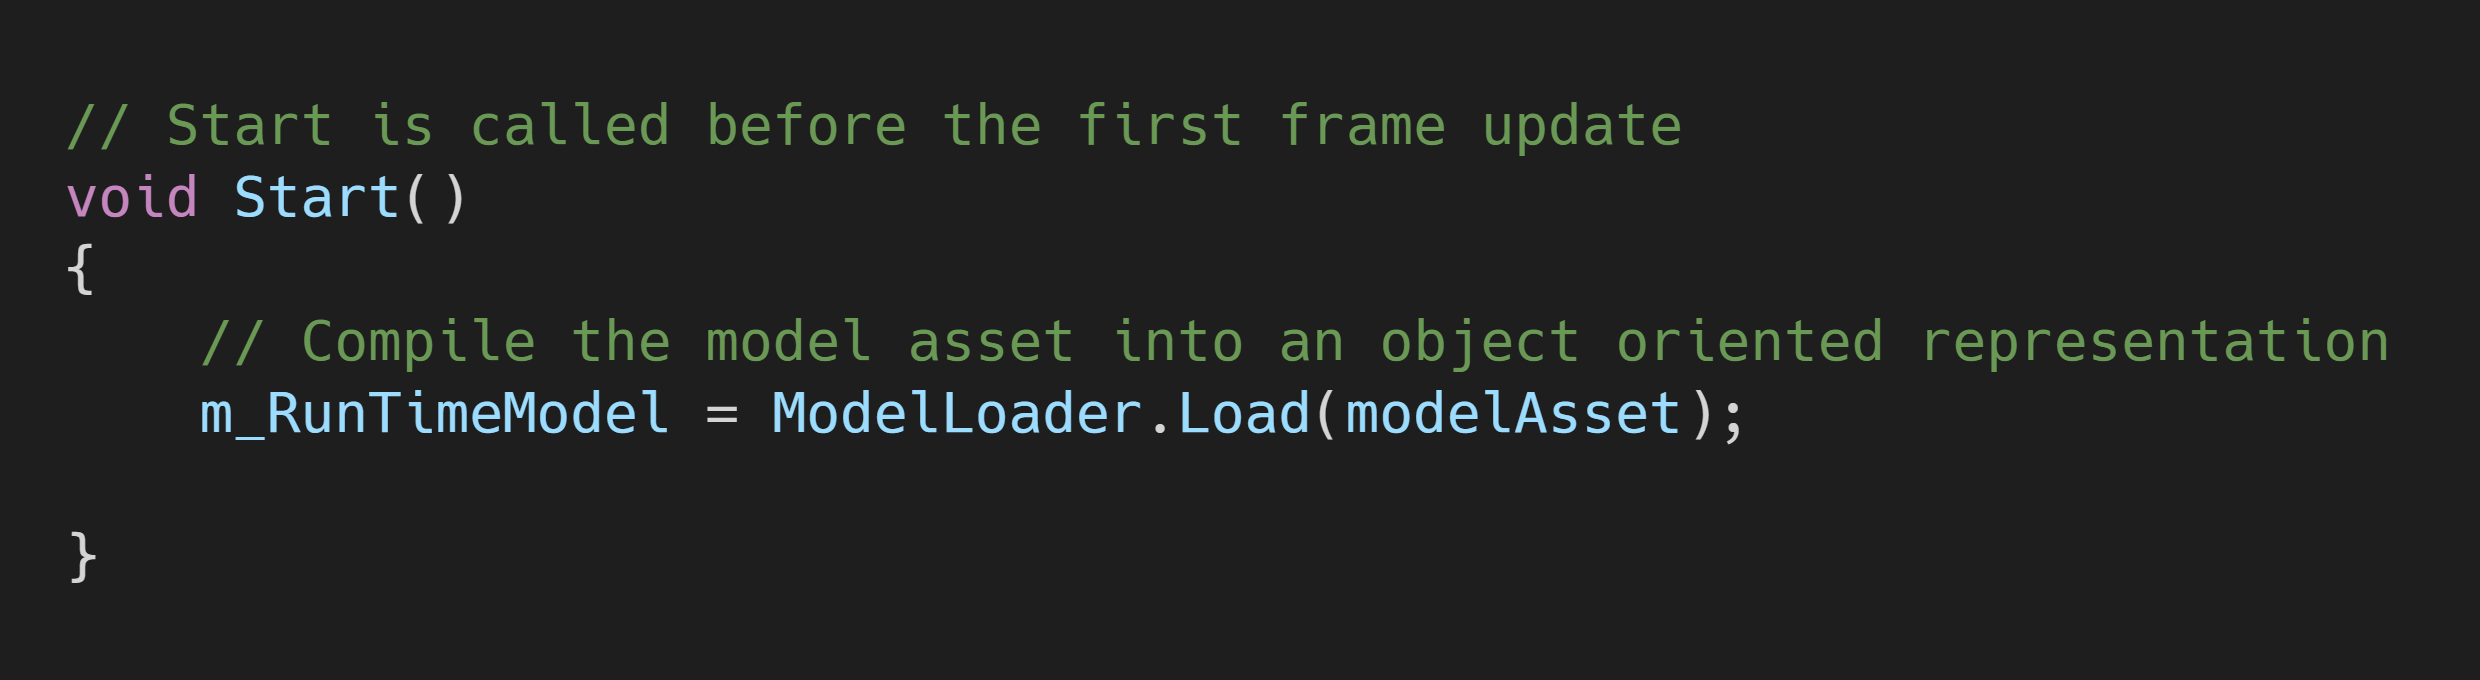 // Start is called before the first frame update
void Start()
{
    // Compile the model asset into an object oriented representation
    m_RunTimeModel = ModelLoader.Load(modelAsset);
}